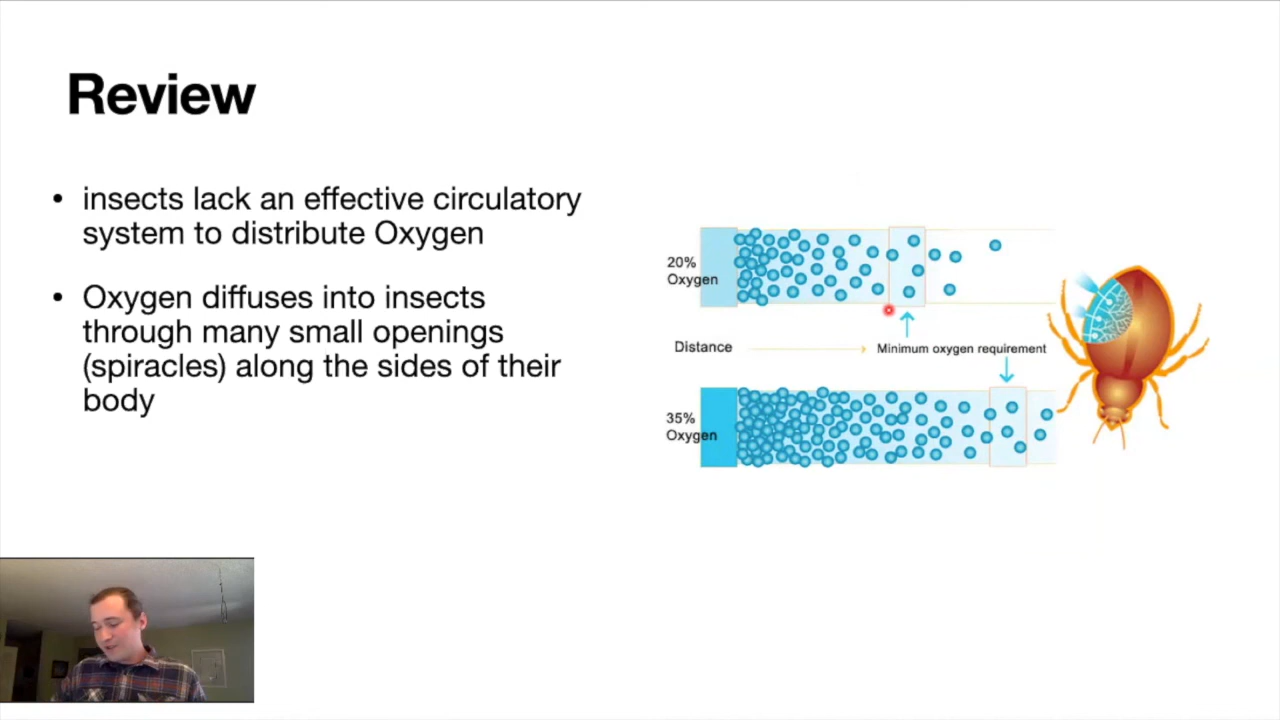 Review
• insects lack an effective circulatory
system to distribute Oxygen
• Oxygen diffuses into insects
through many small openings
(spiracles) along the sides of their
body
20%
Oxygen
Distance
Minimum oxygen requirement
35%
Oxygen